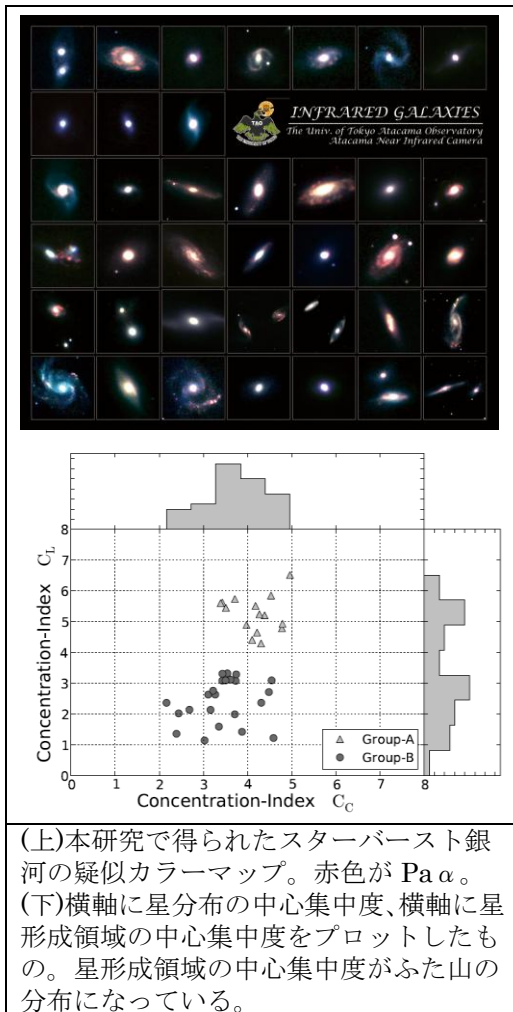 INFRARED GALAXIES
The Univ. of Tokyo Atacama Observatory
Atacama Near Infrared Camera
TAO
8
7
6
5
4
3
2
1
0
Concentration-Index C_L
Group-A
Group-B
0 1 2 3 4 5 8
Concentration-Index C_C
(上)本研究で得られたスターバースト銀
河の疑似カラーマップ。赤色が Paα。
(下)横軸に星分布の中心集中度、横軸に星
形成領域の中心集中度をプロットしたも
の。星形成領域の中心集中度がふた山の
分布になっている。